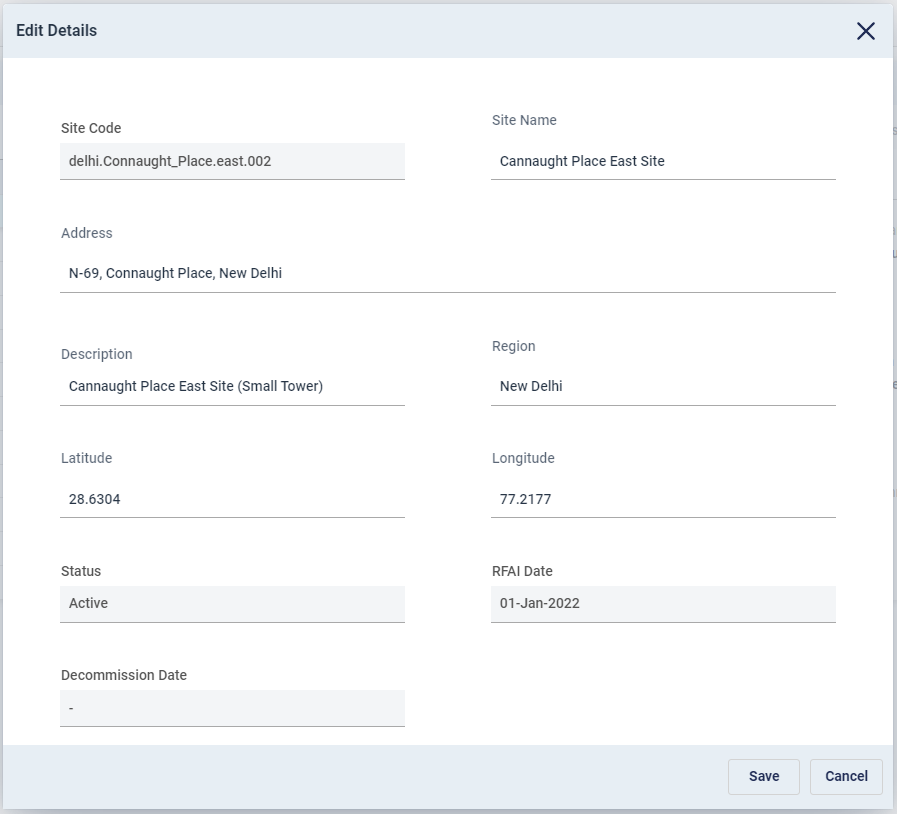 Edit Details
Site Code
Site Name
delhi.Connaught_Place.east.002
Cannaught Place East Site
Address
N-69, Connaught Place, New Delhi
Description
Region
Cannaught Place East Site (Small Tower)
New Delhi
Latitude
Longitude
28.6304
77.2177
Status
RFAI Date
Active
01-Jan-2022
Decommission Date
-
Save
Cancel